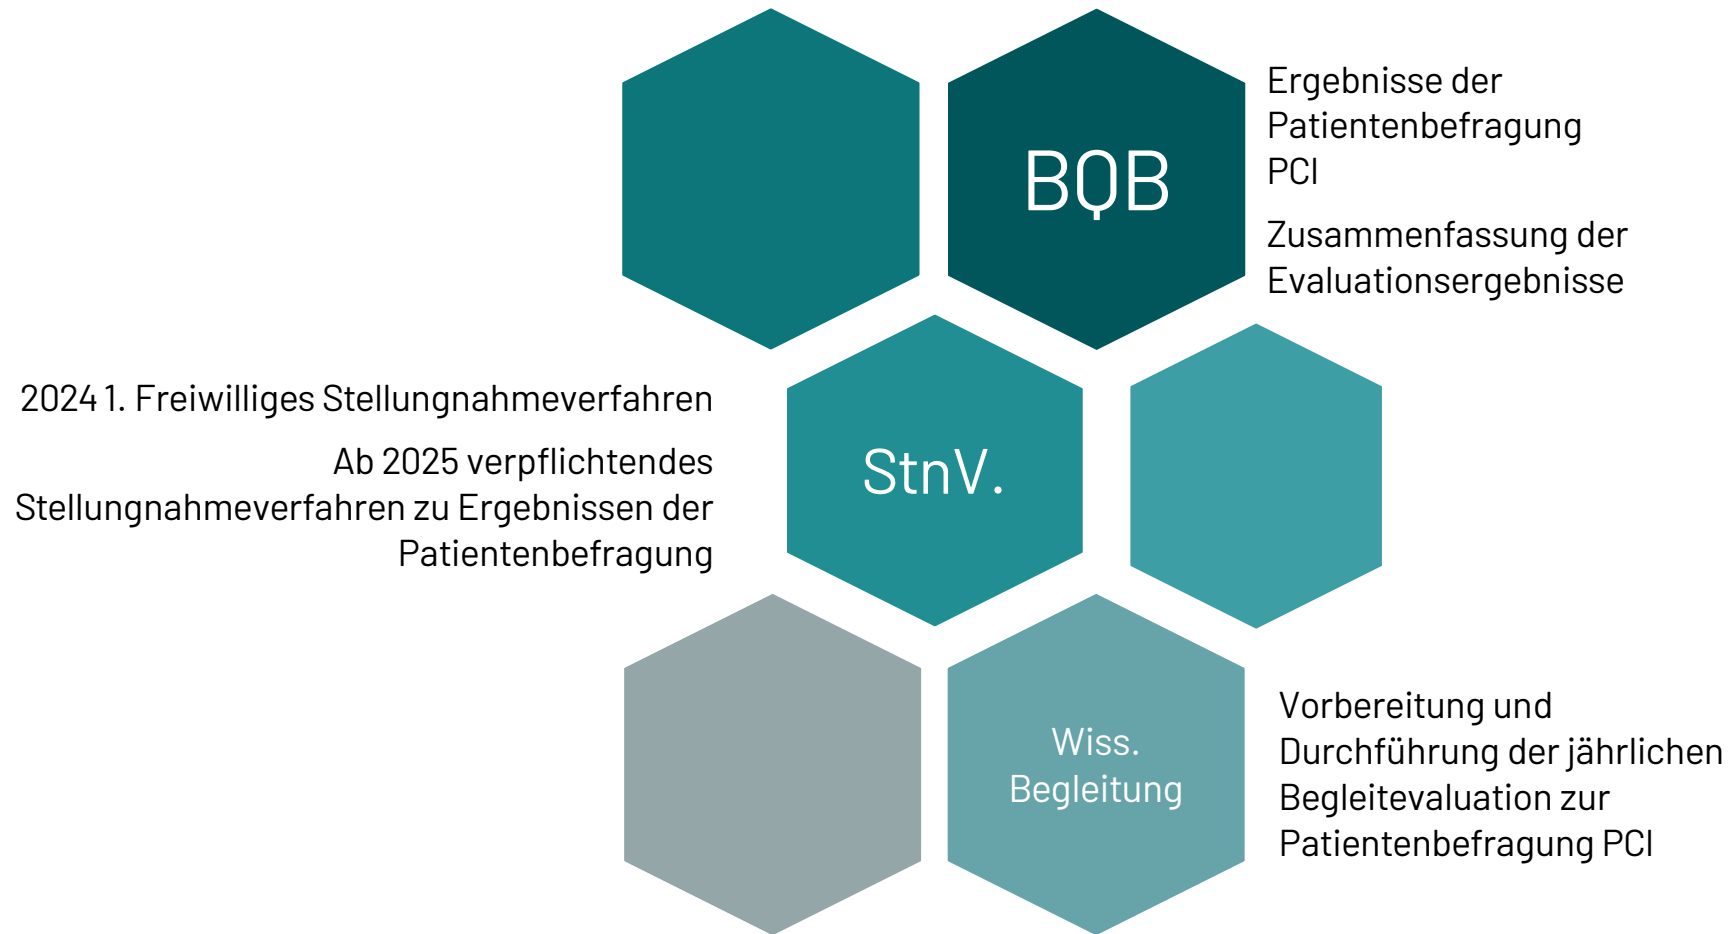 BQB
Ergebnisse der
Patientenbefragung
PCI
Zusammenfassung der
Evaluationsergebnisse
2024 1. Freiwilliges Stellungnahmeverfahren
Ab 2025 verpflichtendes
Stellungnahmeverfahren zu Ergebnissen der
Patientenbefragung
StnV.
Wiss.
Begleitung
Vorbereitung und
Durchführung der jährlichen
Begleitevaluation zur
Patientenbefragung PCI